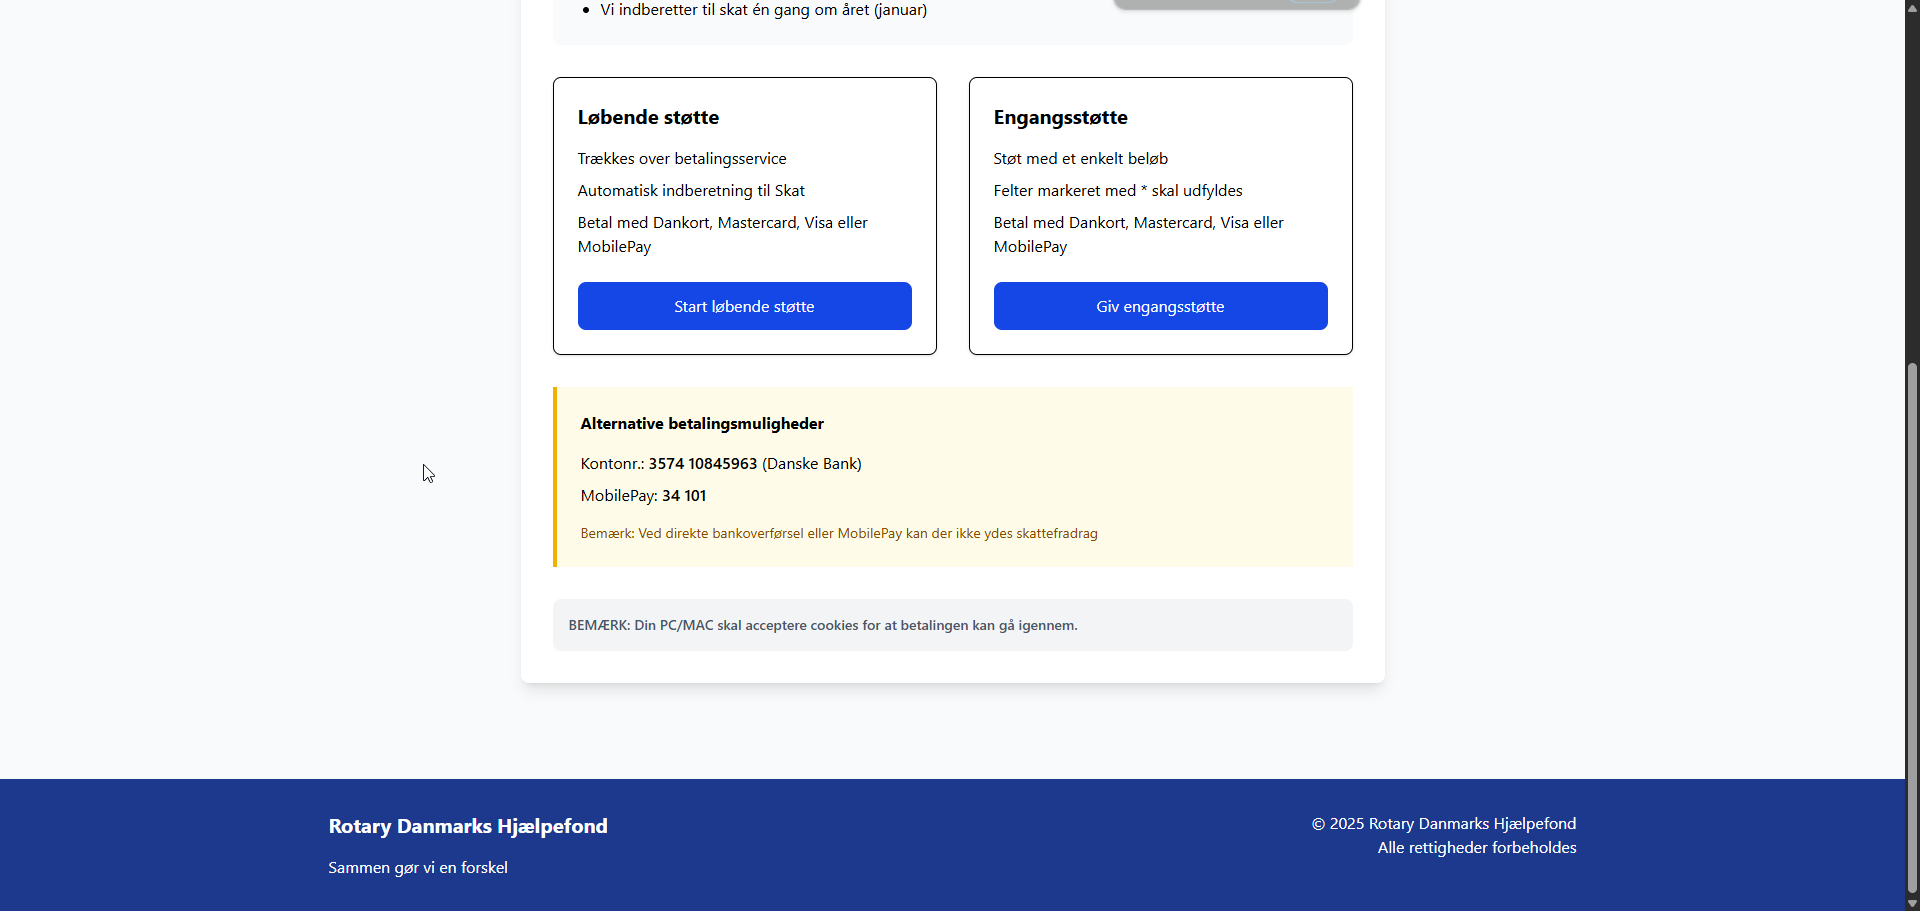 Vi indberetter til skat én gang om året (januar)
Løbende støtte
Trækkes over betalingsservice
Automatisk indberetning til Skat
Betal med Dankort, Mastercard, Visa eller
MobilePay
Start løbende støtte
Engangsstøtte
Støt med et enkelt beløb
Felter markeret med * skal udfyldes
Betal med Dankort, Mastercard, Visa eller
MobilePay
Giv engangsstøtte
Alternative betalingsmuligheder
Kontonr.: 3574 10845963 (Danske Bank)
MobilePay: 34 101
Bemærk: Ved direkte bankoverførsel eller MobilePay kan der ikke ydes skattefradrag
BEMÆRK: Din PC/MAC skal acceptere cookies for at betalingen kan gå igennem.
Rotary Danmarks Hjælpefond
Sammen gør vi en forskel
© 2025 Rotary Danmarks Hjælpefond
Alle rettigheder forbeholdes